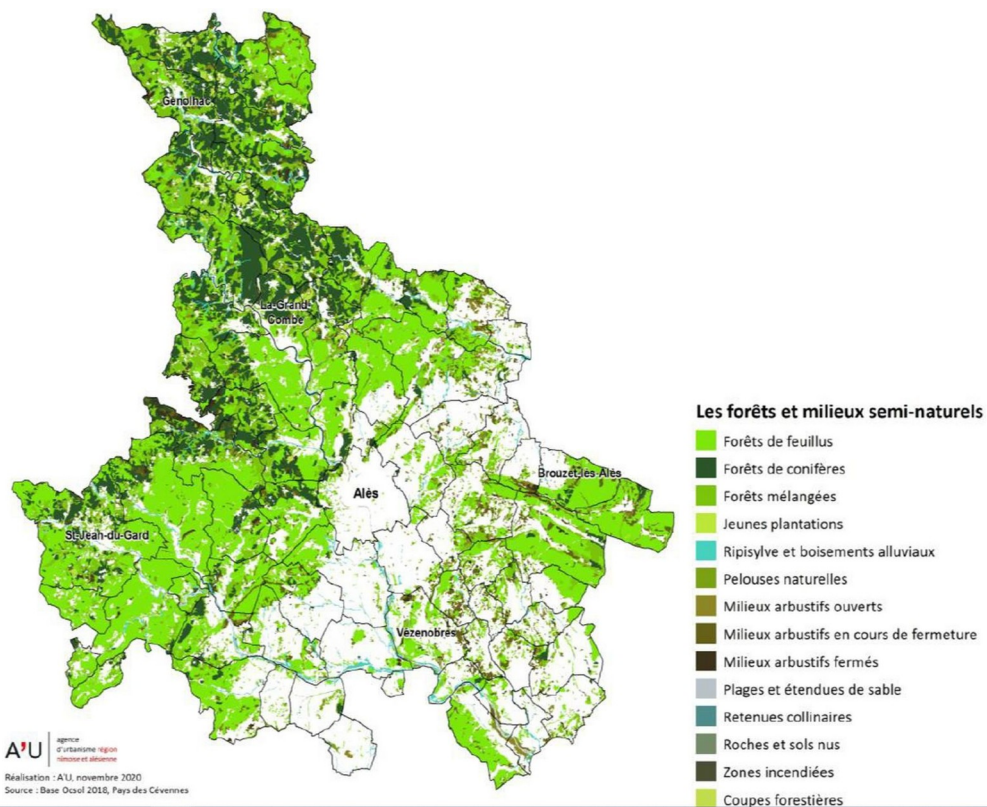 Génolhac
La-Grand-
Combe
Brouzet-lès-Alès
Alès
St-Jean-du-Gard
Vézenobres
Les forêts et milieux semi-naturels
Forêts de feuillus
Forêts de conifères
Forêts mélangées
Jeunes plantations
Ripisylve et boisements alluviaux
Pelouses naturelles
Milieux arbustifs ouverts
Milieux arbustifs en cours de fermeture
Milieux arbustifs fermés
Plages et étendues de sable
Retenues collinaires
Roches et sols nus
Zones incendiées
Coupes forestières
A'U
agence
d'urbanisme région
nîmoise et alésienne
Réalisation : A'U, novembre 2020
Source : Base Ocsol 2018, Pays des Cévennes